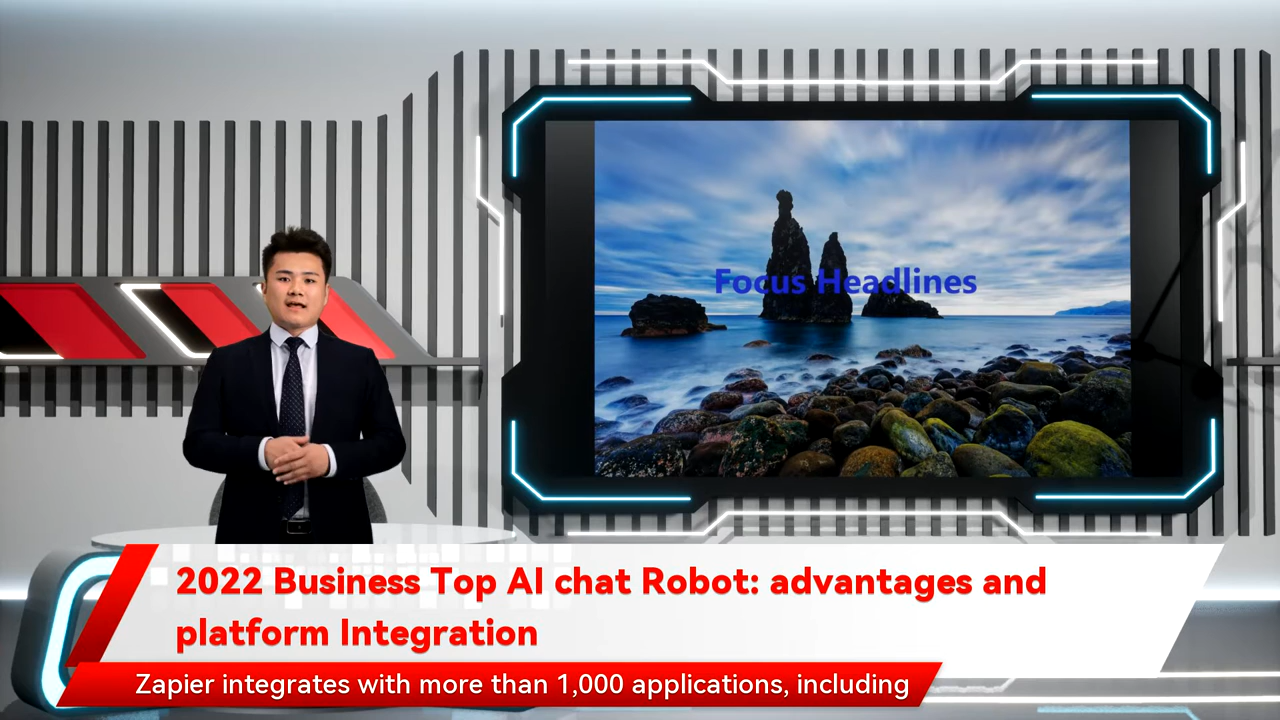 Focus Headlines
2022 Business Top AI chat Robot: advantages and
platform Integration
Zapier integrates with more than 1,000 applications, including